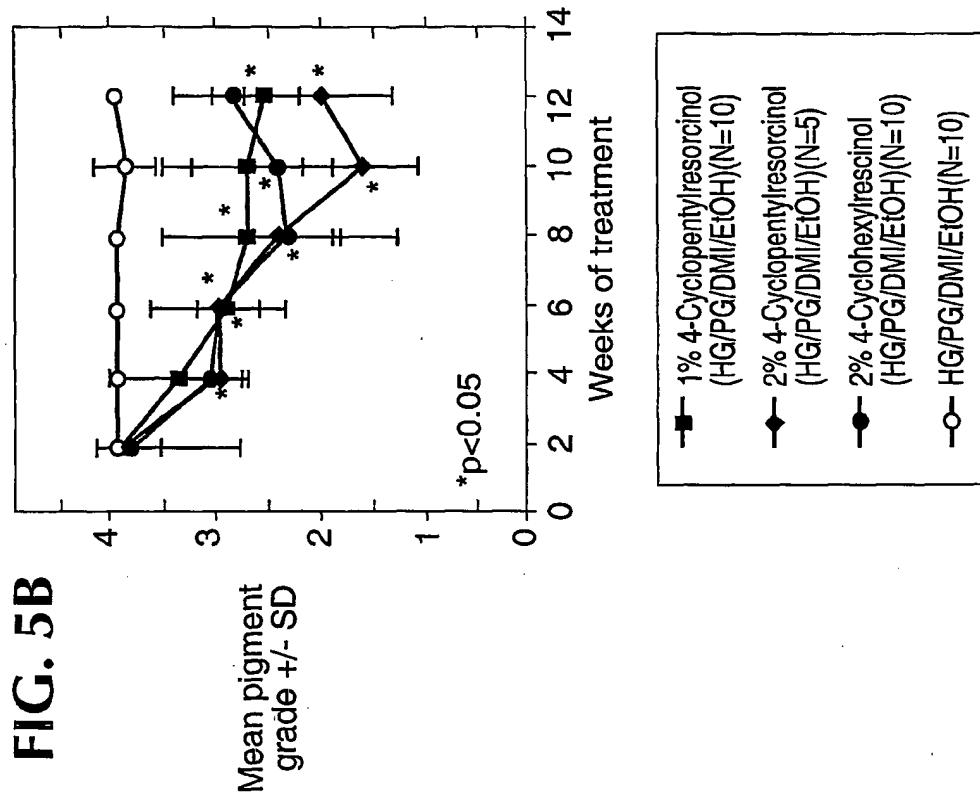 FIG. 5B
Mean pigment
grade +/- SD
4
3
2
1
0
*p<0.05
* * * * * * * * * *
0 2 4 6 8 10 12 14
Weeks of treatment
1% 4-Cyclopentylresorcinol
(HG/PG/DMI/EtOH)(N=10)
2% 4-Cyclopentylresorcinol
(HG/PG/DMI/EtOH)(N=5)
2% 4-Cyclohexylrescinol
(HG/PG/DMI/EtOH)(N=10)
HG/PG/DMI/EtOH(N=10)